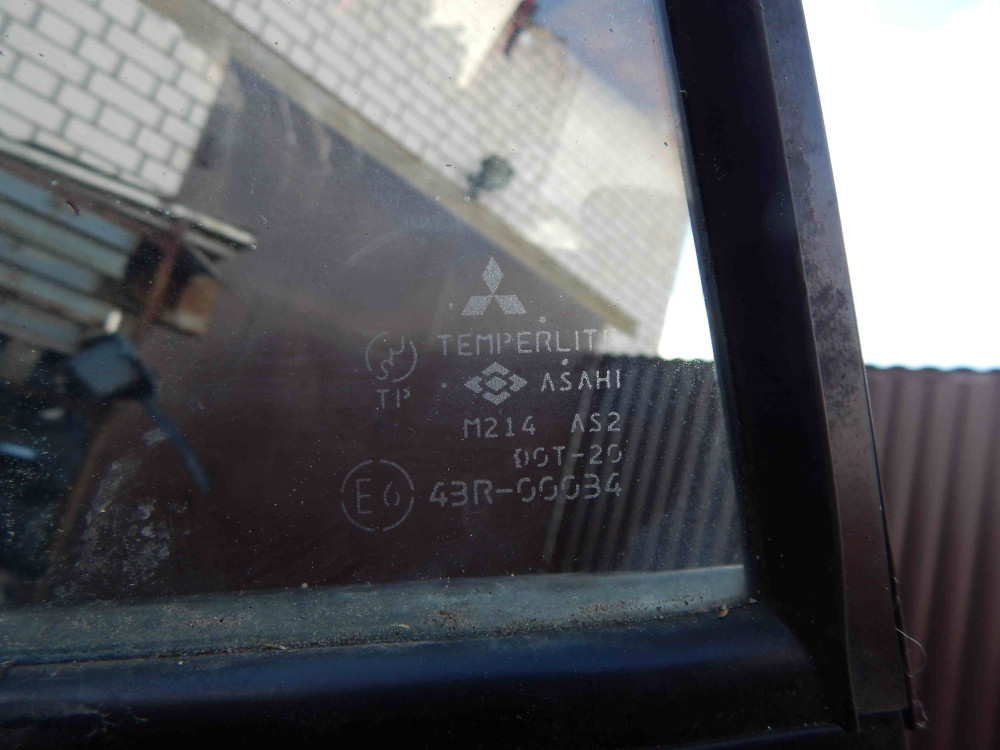 TEMPERLITE
TP
ASAHI
M214 AS2
DOT-20
E6 43R-00034